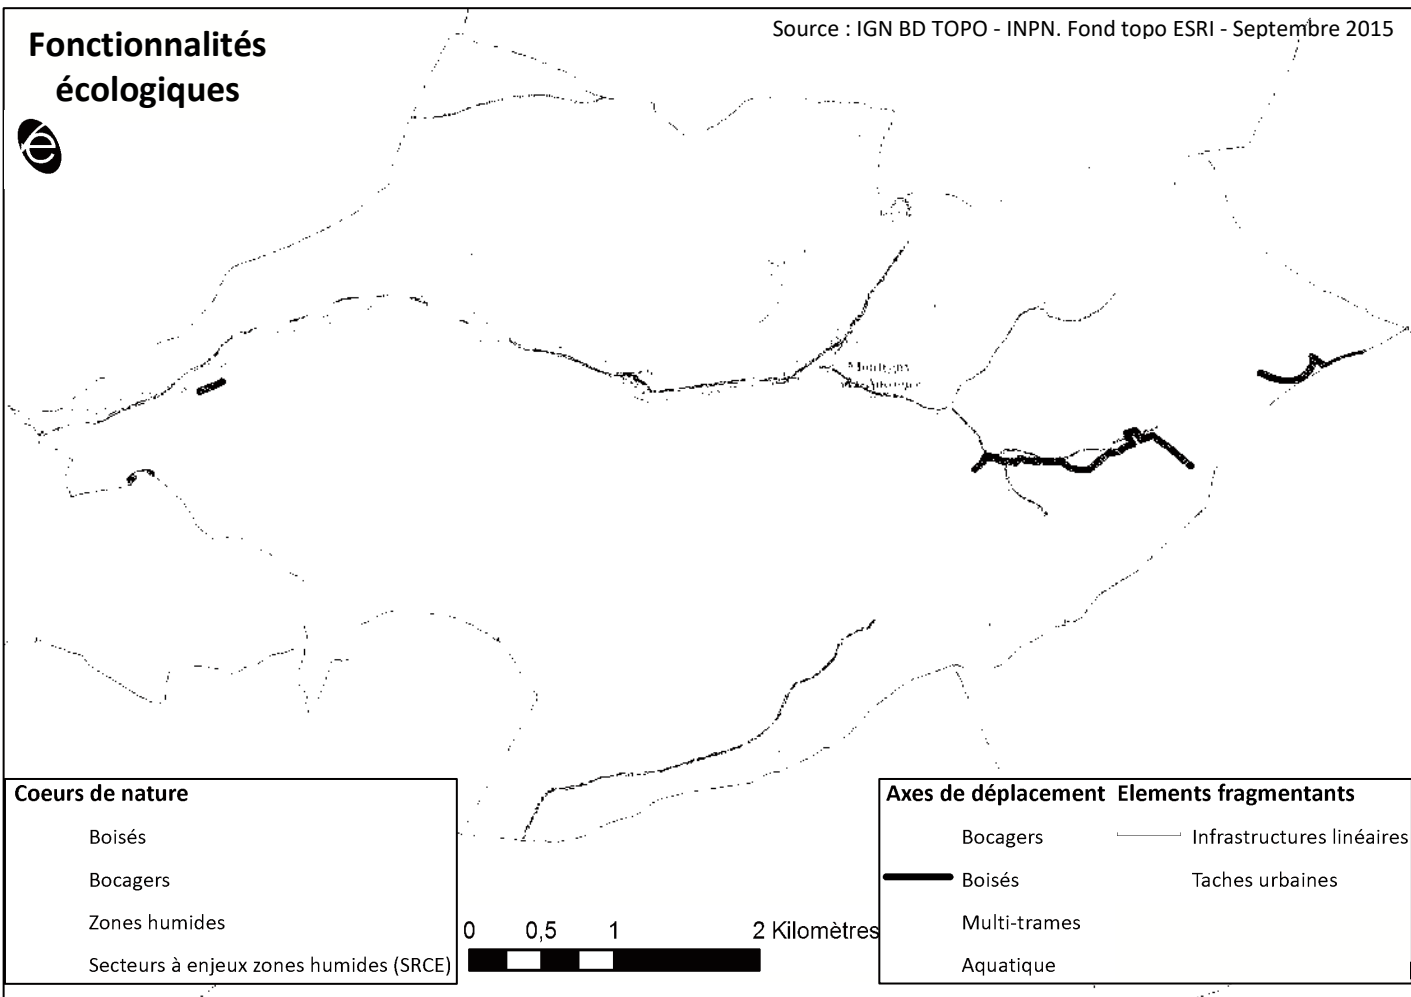 Fonctionnalités
écologiques
Source : IGN BD TOPO - INPN. Fond topo ESRI - Septembre 2015
é
Coeurs de nature
Boisés
Bocagers
Zones humides
Secteurs à enjeux zones humides (SRCE)
0 0,5 1 2 Kilomètres
Axes de déplacement Elements fragmentants
Bocagers Infrastructures linéaires
Boisés Taches urbaines
Multi-trames
Aquatique